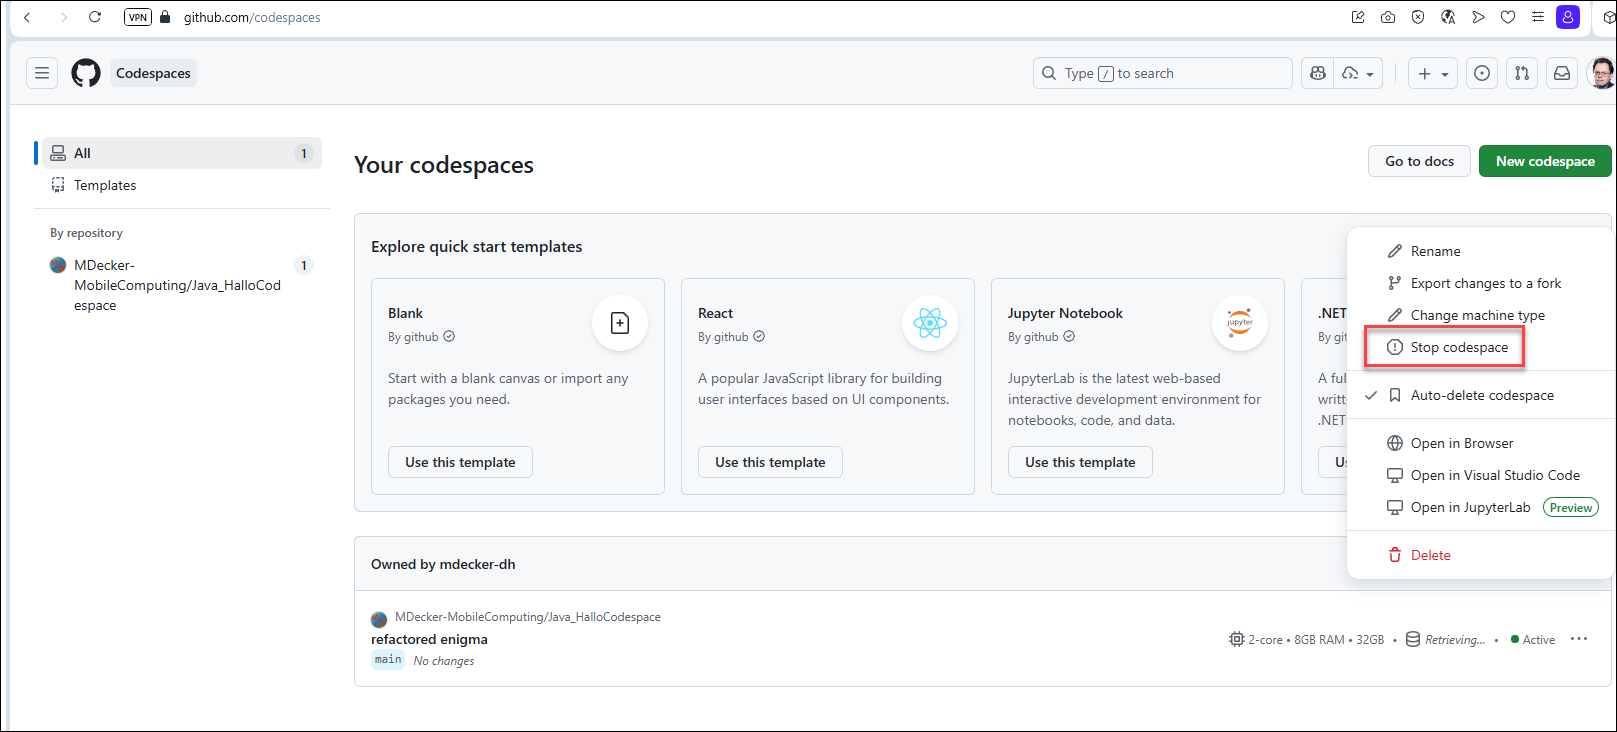 VPN github.com/codespaces
Codespaces
Type / to search
All 1
Templates
By repository
MDecker-
MobileComputing/Java_HalloCod
espace
1
Your codespaces
Go to docs
New codespace
Explore quick start templates
Blank
By github
Start with a blank canvas or import any
packages you need.
Use this template
React
By github
A popular JavaScript library for building
user interfaces based on UI components.
Use this template
Jupyter Notebook
By github
jupyter
JupyterLab is the latest web-based
interactive development environment for
notebooks, code, and data.
Use this template
.NET
By git
A ful
writt
.NET
Us
Rename
Export changes to a fork
Change machine type
Stop codespace
Auto-delete codespace
Open in Browser
Open in Visual Studio Code
Open in JupyterLab Preview
Delete
Owned by mdecker-dh
MDecker-MobileComputing/Java_HalloCodespace
refactored enigma
main No changes
2-core • 8GB RAM • 32GB • Retrieving... • Active